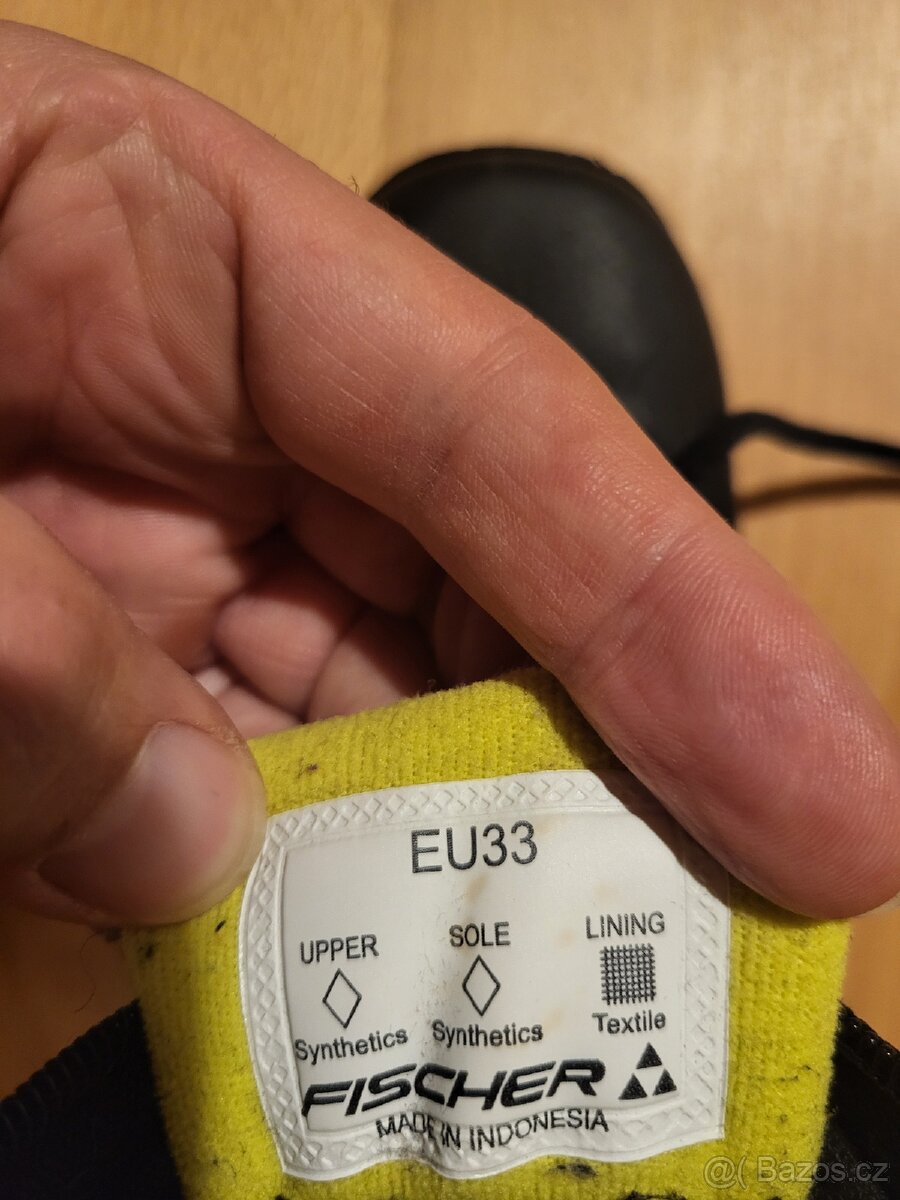 EU33
UPPER SOLE LINING
Synthetics Synthetics Textile
FISCHER
MADE IN INDONESIA
@( Bazos.cz